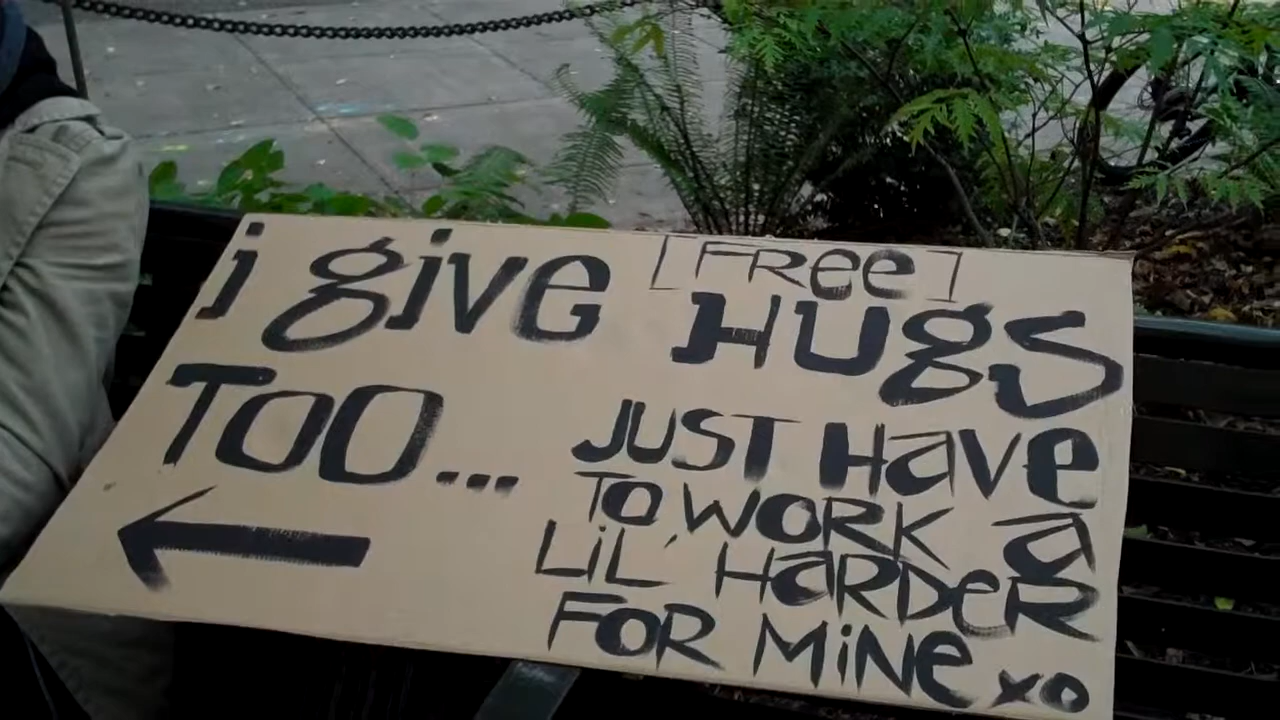 i give [FRee] HUgS
TOO...
JUST Have
TO WORK a
LiL' HaRDeR
FOR MiNe xo